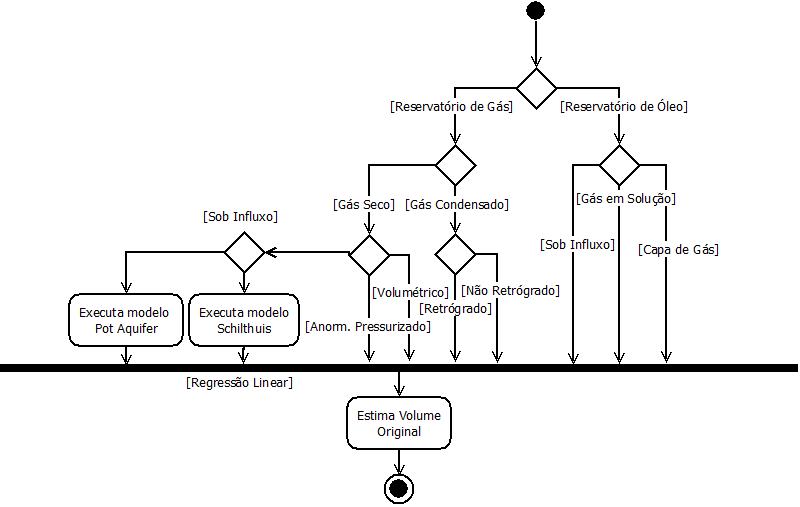 [Reservatório de Gás]
[Reservatório de Óleo]
[Gás Seco]
[Gás Condensado]
[Gás em Solução]
[Sob Influxo]
[Sob Influxo]
[Capa de Gás]
[Volumétrico]
[Não Retrógrado]
[Retrógrado]
[Anorm. Pressurizado]
Executa modelo
Pot Aquifer
Executa modelo
Schilthuis
[Regressão Linear]
Estima Volume
Original